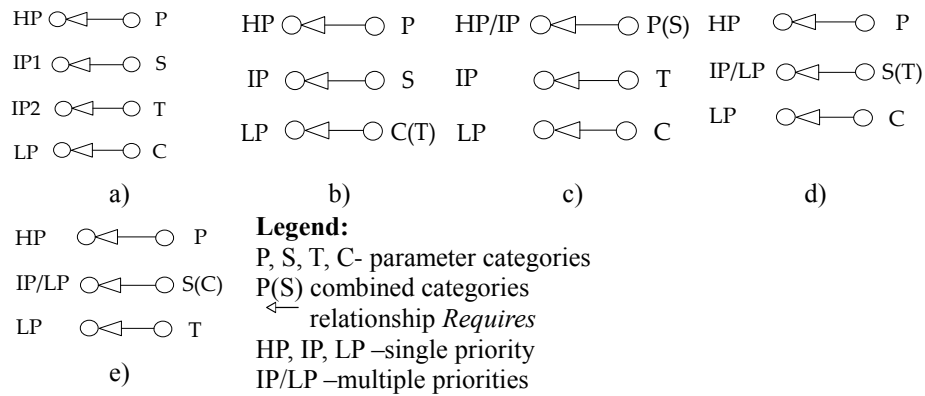 HP P
IP1 S
IP2 T
LP C
a)
HP P
IP S
LP C(T)
b)
HP/IP P(S)
IP T
LP C
c)
HP P
IP/LP S(T)
LP C
d)
HP P
IP/LP S(C)
LP T
e)
Legend:
P, S, T, C- parameter categories
P(S) combined categories
relationship Requires
HP, IP, LP –single priority
IP/LP –multiple priorities